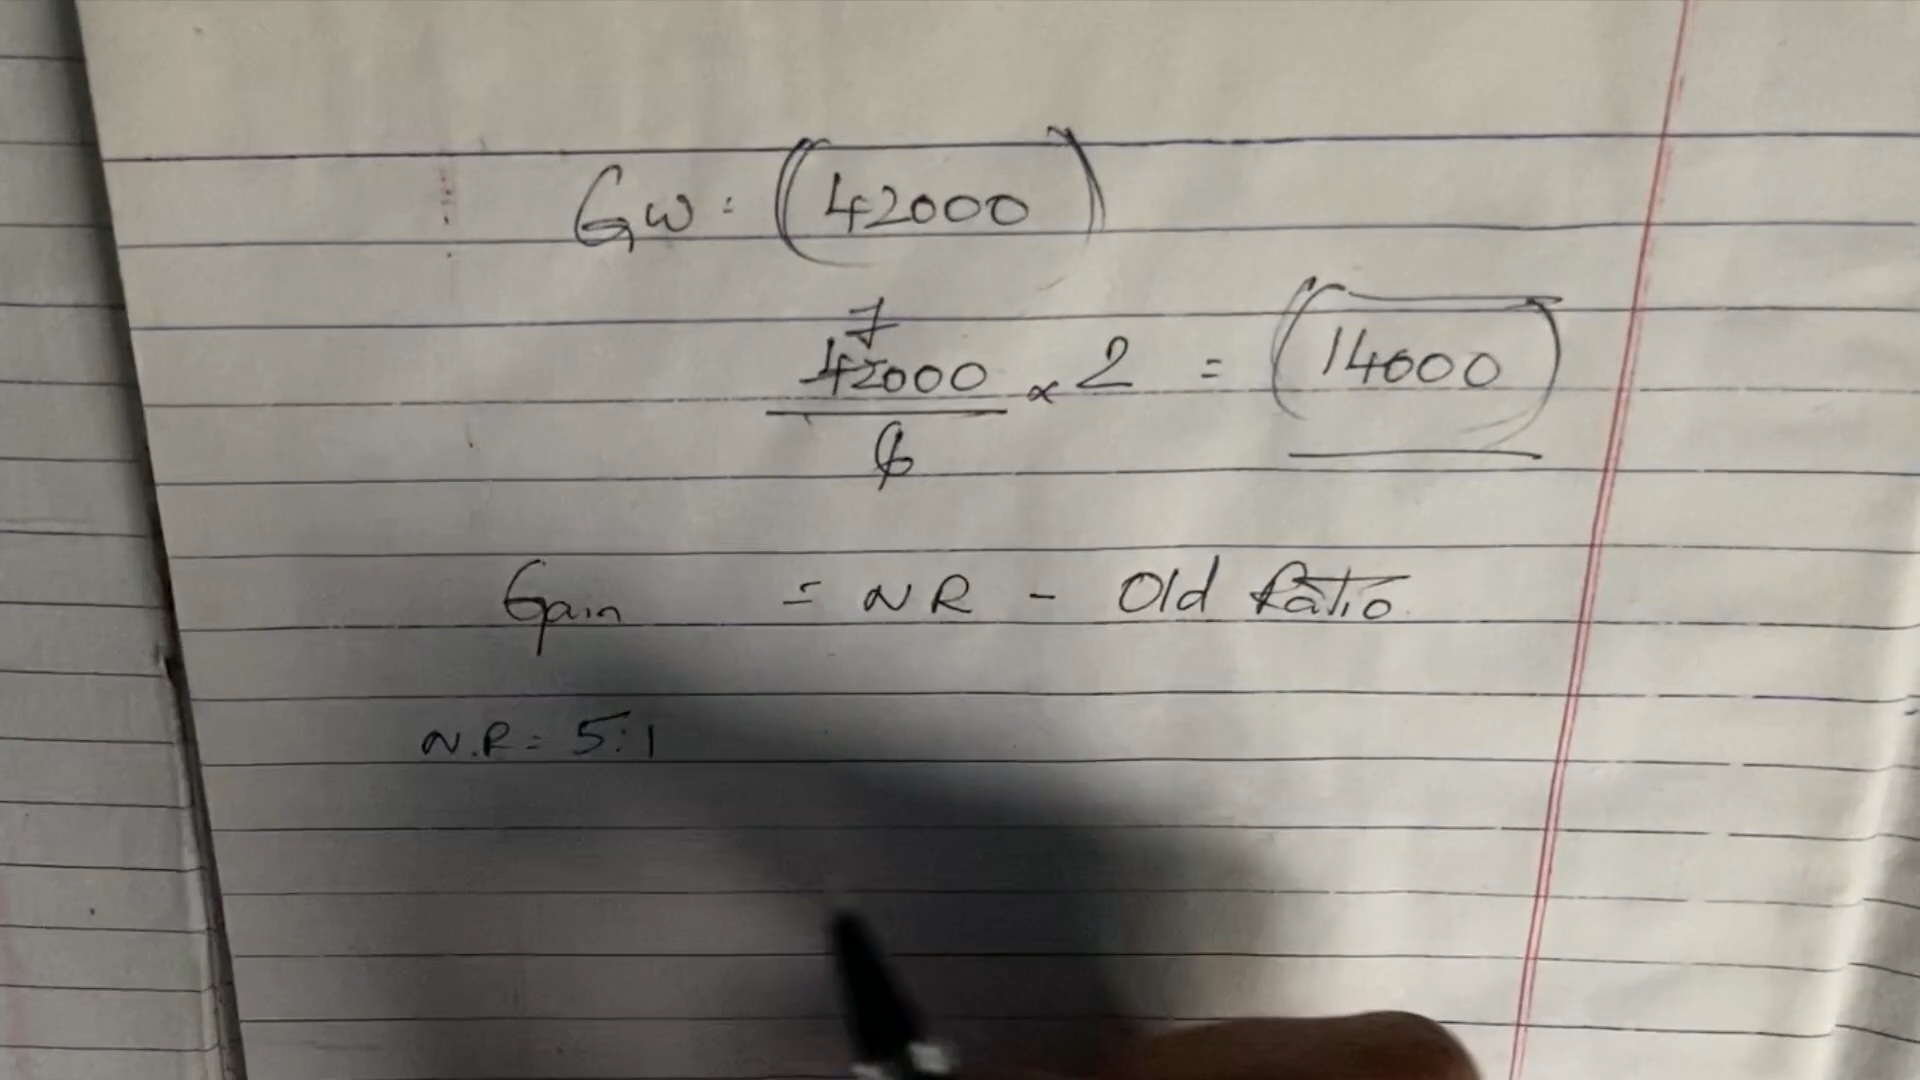 GW = 42000
7
42000 × 2 = 14000
6
Gain = NR - Old Ratio
N.R = 5:1